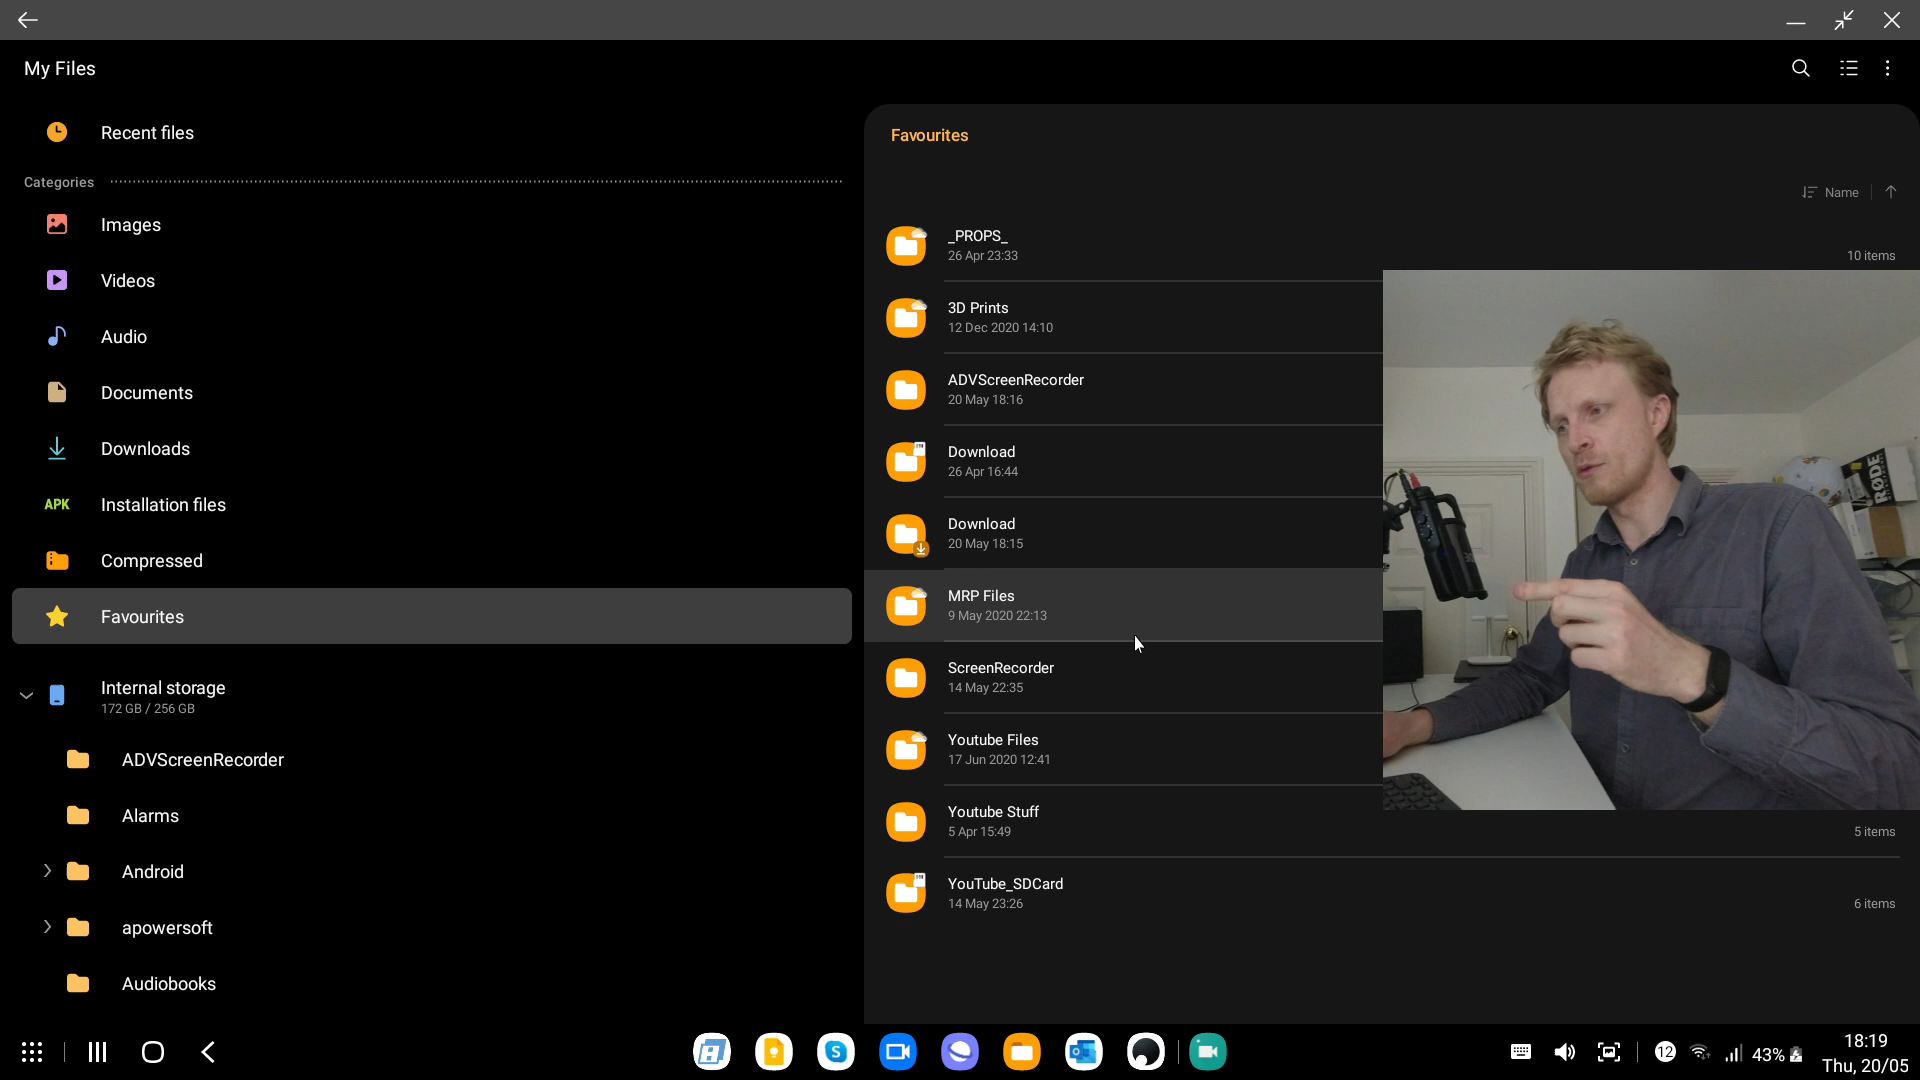 My Files
Recent files
Categories
Images
Videos
Audio
Documents
Downloads
APK
Installation files
Compressed
Favourites
Internal storage
172 GB / 256 GB
ADVScreenRecorder
Alarms
Android
apowersoft
Audiobooks
Favourites
Name
_PROPS_
26 Apr 23:33
10 items
3D Prints
12 Dec 2020 14:10
ADVScreenRecorder
20 May 18:16
Download
26 Apr 16:44
Download
20 May 18:15
MRP Files
9 May 2020 22:13
ScreenRecorder
14 May 22:35
Youtube Files
17 Jun 2020 12:41
Youtube Stuff
5 Apr 15:49
5 items
YouTube_SDCard
14 May 23:26
6 items
RØDE
12
43%
18:19
Thu, 20/05